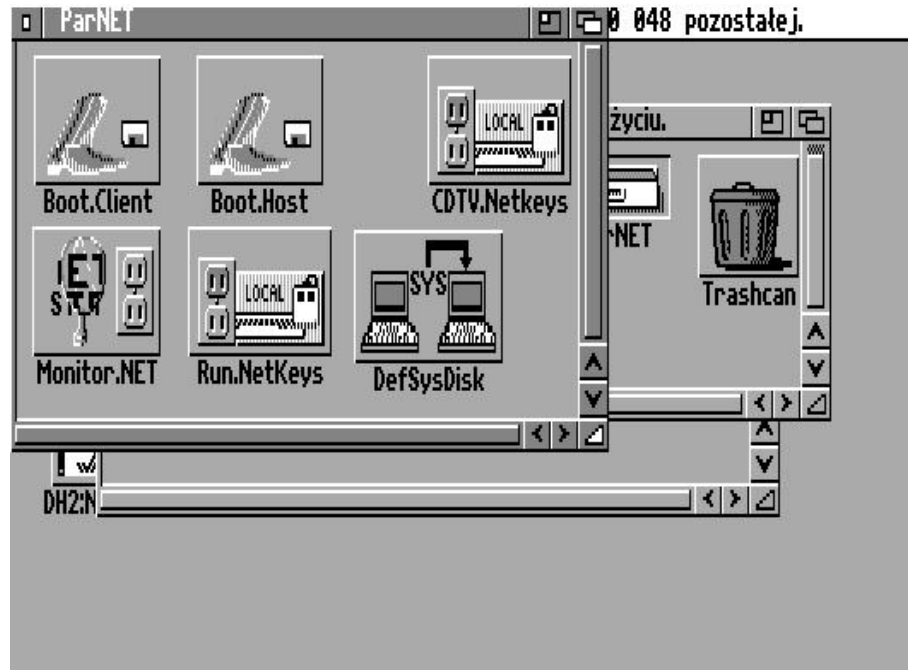 ParNET
0 048 pozostałej.
życiu.
Boot.Client
Boot.Host
CDTV.Netkeys
LOCAL
rNET
Trashcan
Monitor.NET
Run.NetKeys
LOCAL
DefSysDisk
SYS
DH2:N